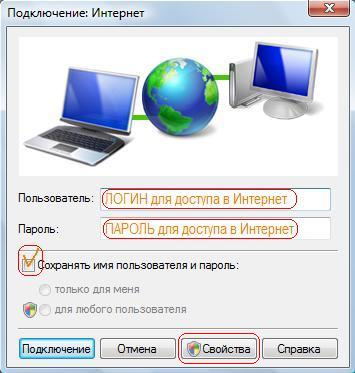 Подключение: Интернет
Пользователь: ЛОГИН для доступа в Интернет
Пароль: ПАРОЛЬ для доступа в Интернет
Сохранять имя пользователя и пароль:
только для меня
для любого пользователя
Подключение Отмена Свойства Справка